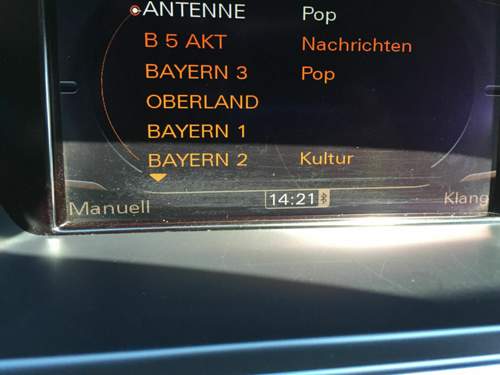 ANTENNE Pop
B 5 AKT Nachrichten
BAYERN 3 Pop
OBERLAND
BAYERN 1
BAYERN 2 Kultur
Manuell 14:21 Klang